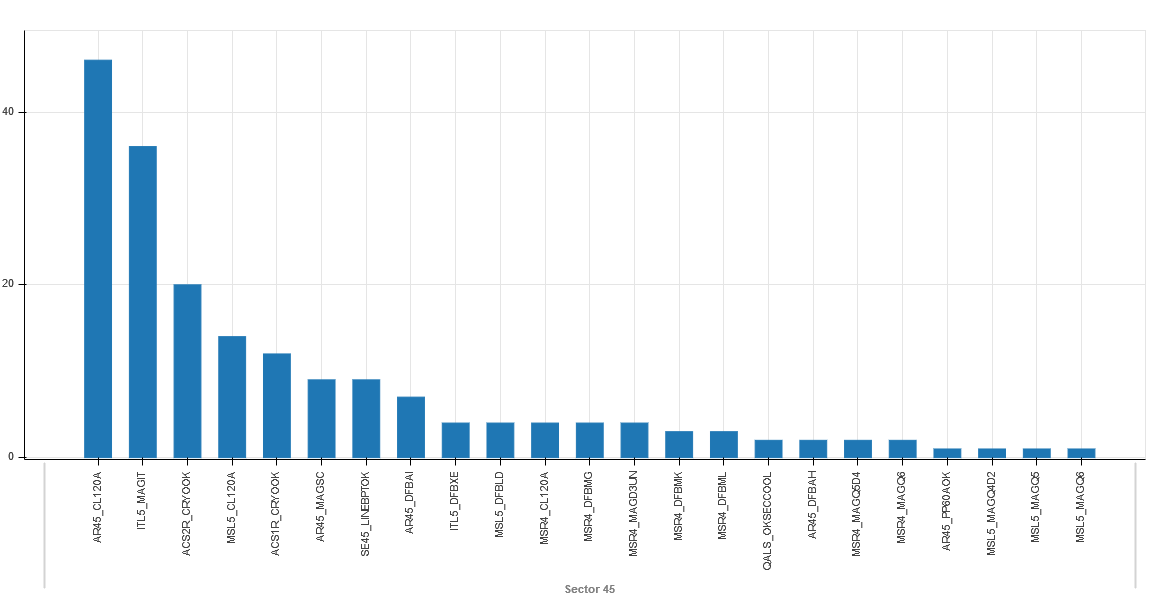 40
20
0
AR45_CL120A
ITL5_MAGIT
ACS2R_CRYOOK
MSL5_CL120A
ACS1R_CRYOOK
AR45_MAGSC
SE45_LINEBPTOK
AR45_DFBAI
ITL5_DFBXE
MSL5_DFBLD
MSR4_CL120A
MSR4_DFBMG
MSR4_MAGD3UN
MSR4_DFBMK
MSR4_DFBML
QALS_OKSECCOOL
AR45_DFBAH
MSR4_MAGQ5D4
MSR4_MAGQ6
AR45_PP60AOK
MSL5_MAGQ4D2
MSL5_MAGQ5
MSL5_MAGQ6
Sector 45